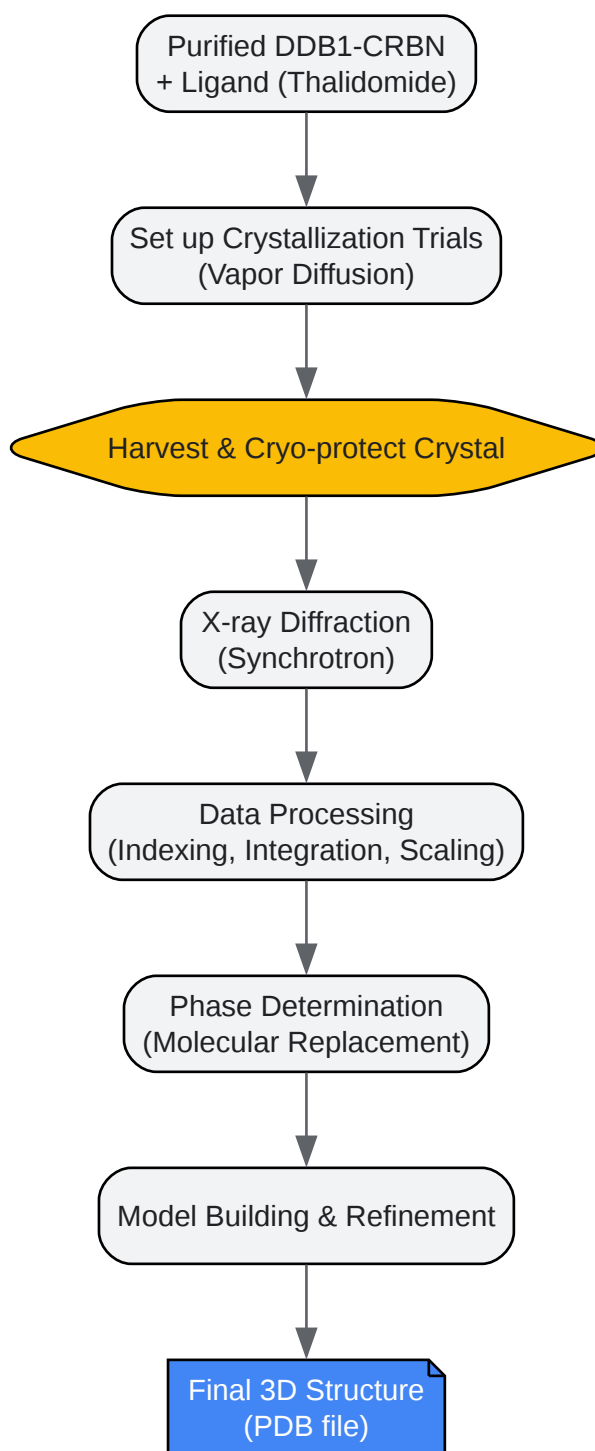 Purified DDB1-CRBN
+ Ligand (Thalidomide)
Set up Crystallization Trials
(Vapor Diffusion)
Harvest & Cryo-protect Crystal
X-ray Diffraction
(Synchrotron)
Data Processing
(Indexing, Integration, Scaling)
Phase Determination
(Molecular Replacement)
Model Building & Refinement
Final 3D Structure
(PDB file)